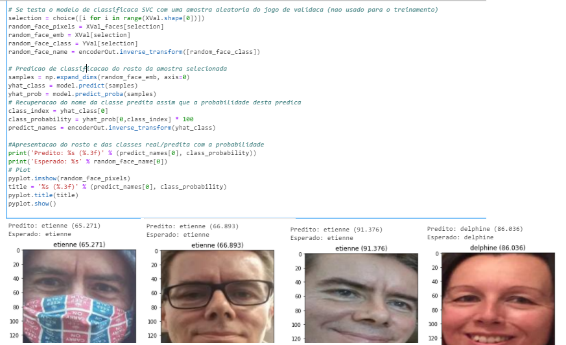 # Se testa o modelo de classificaco SVC com uma amostra aleatoria do jogo de validaco (nao usado para o treinamento)
selection = choice([i for i in range(XVal.shape[0])])
random_face_pixels = XVal_faces[selection]
random_face_emb = XVal[selection]
random_face_class = YVal[selection]
random_face_name = encoderOut.inverse_transform([random_face_class])
# Predicao de classificacao do rosto da amostra selecionada
samples = np.expand_dims(random_face_emb, axis=0)
yhat_class = model.predict(samples)
yhat_prob = model.predict_proba(samples)
# Recuperacao do name da classe predita assim que a probabilidade desta predica
class_index = yhat_class[0]
class_probability = yhat_prob[0,class_index] * 100
predict_names = encoderOut.inverse_transform(yhat_class)
#Apresentacao da rosto e das classes real/predita com a probabilidade
print('Predito: %s (%.3f)' % (predict_names[0], class_probability))
print('Esperado: %s' % random_face_name[0])
# Plot
pyplot.imshow(random_face_pixels)
title = '%s (%.3f)' % (predict_names[0], class_probability)
pyplot.title(title)
pyplot.show()
Predito: etienne (65.271)
Esperado: etienne
etienne (65.271)
0
20
40
60
80
100
120
Predito: etienne (66.893)
Esperado: etienne
etienne (66.893)
0
20
40
60
80
100
120
Predito: etienne (91.376)
Esperado: etienne
etienne (91.376)
0
20
40
60
80
100
120
Predito: delphine (86.036)
Esperado: delphine
delphine (86.036)
0
20
40
60
80
100
120